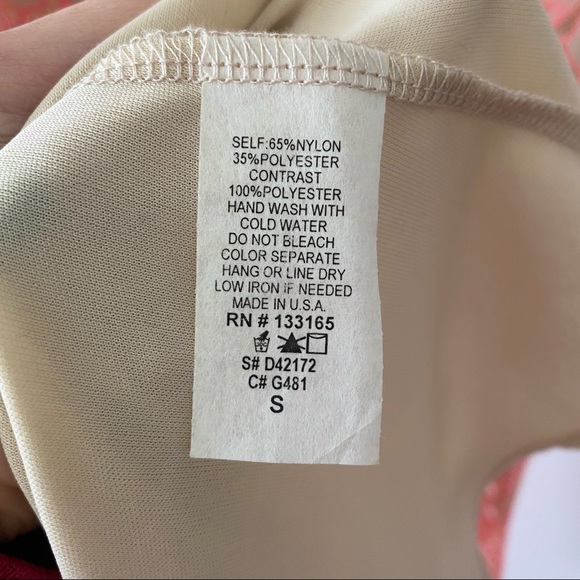 SELF:65%NYLON
35%POLYESTER
CONTRAST
100%POLYESTER
HAND WASH WITH
COLD WATER
DO NOT BLEACH
COLOR SEPARATE
HANG OR LINE DRY
LOW IRON IF NEEDED
MADE IN U.S.A.
RN # 133165
S# D42172
C# G481
S